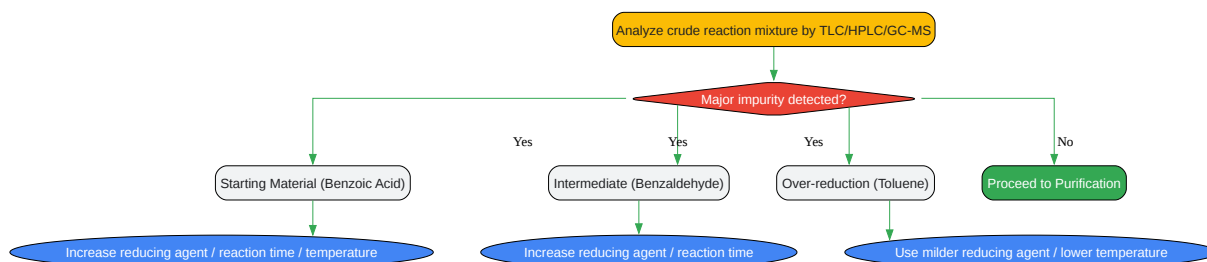 Analyze crude reaction mixture by TLC/HPLC/GC-MS
Major impurity detected?
Yes
Yes
Yes
No
Starting Material (Benzoic Acid)
Intermediate (Benzaldehyde)
Over-reduction (Toluene)
Proceed to Purification
Increase reducing agent / reaction time / temperature
Increase reducing agent / reaction time
Use milder reducing agent / lower temperature